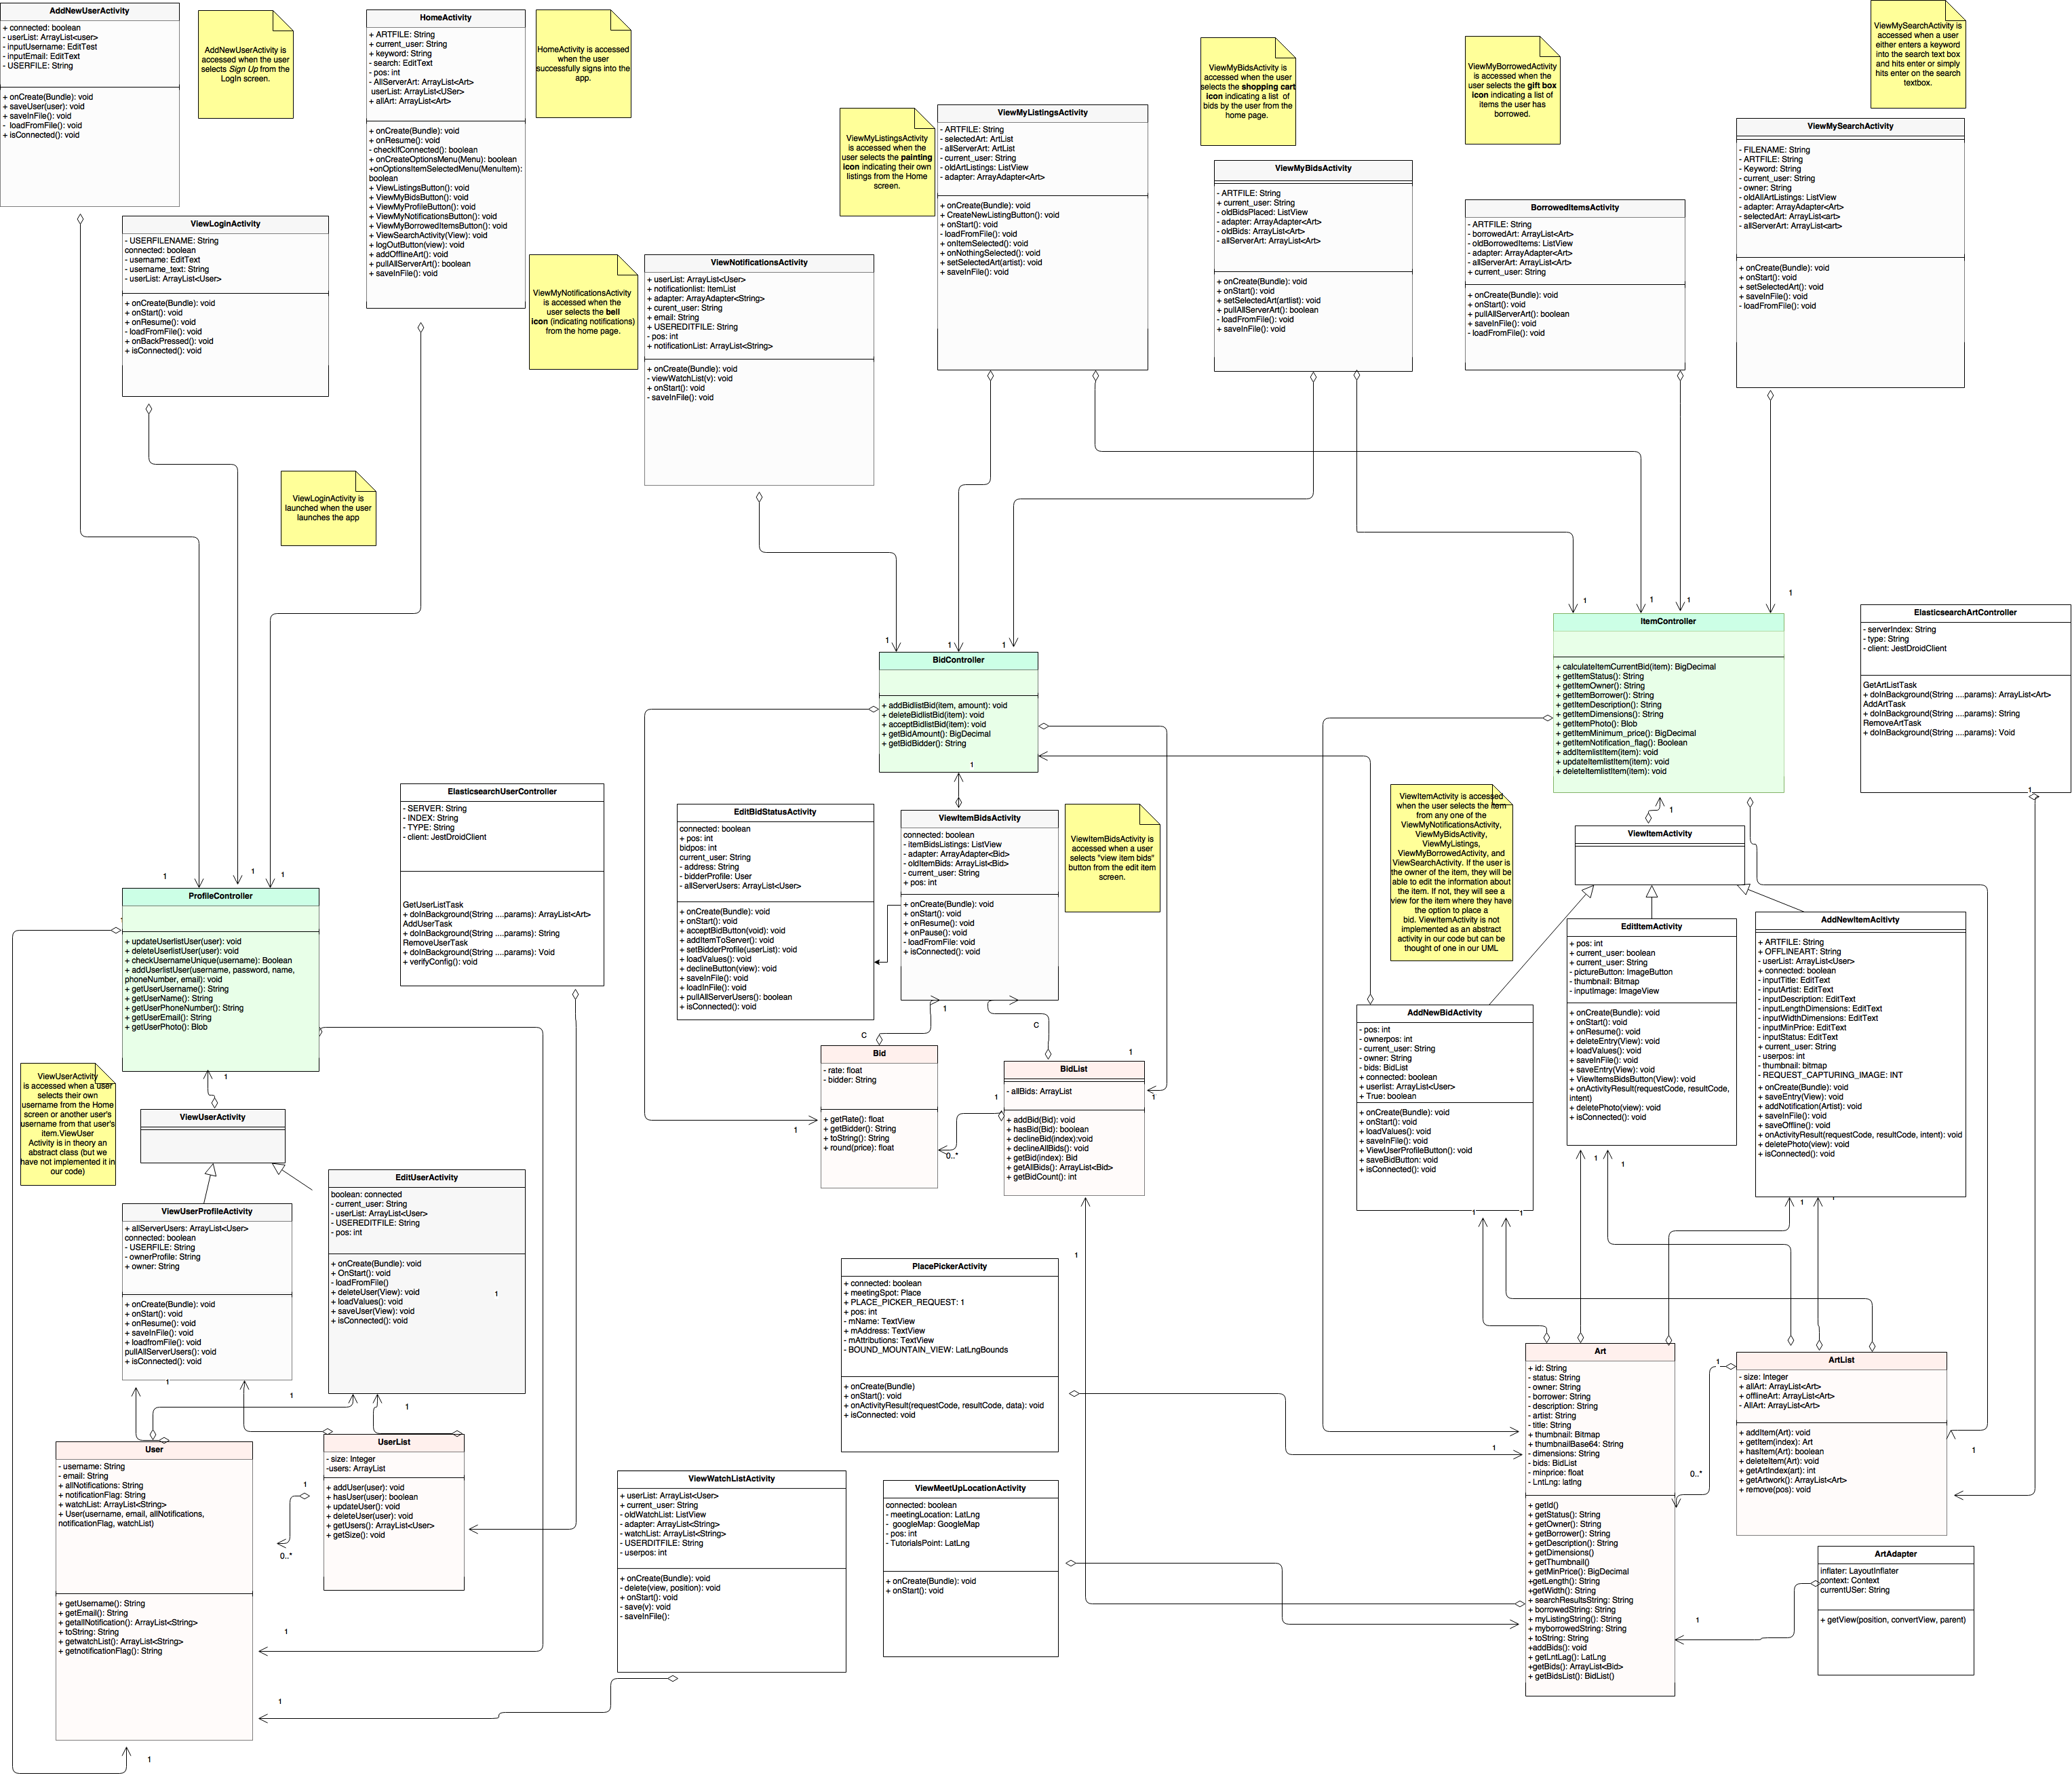 AddNewUserActivity
+ connected: boolean
- userList: ArrayList<user>
- inputUsername: EditTest
- inputEmail: EditText
- USERFILE: String
+ onCreate(Bundle): void
+ saveUser(user): void
+ saveInFile(): void
-  loadFromFile(): void
+ isConnected(): void
AddNewUserActivity is
accessed when the user
selects Sign Up from the
LogIn screen.
HomeActivity
+ ARTFILE: String
+ current_user: String
+ keyword: String
- search: EditText
- pos: int
- AllServerArt: ArrayList<Art>
userList: ArrayList<USer>
+ allArt: ArrayList<Art>
+ onCreate(Bundle): void
+ onResume(): void
- checkIfConnected(): boolean
+ onCreateOptionsMenu(Menu): boolean
+onOptionsItemSelectedMenu(MenuItem):
boolean
+ ViewListingsButton(): void
+ ViewMyBidsButton(): void
+ ViewMyProfileButton(): void
+ ViewMyNotificationsButton(): void
+ ViewMyBorrowedItemsButton(): void
+ ViewSearchActivity(View): void
+ logOutButton(view): void
+ addOfflineArt(): void
+ pullAllServerArt(): boolean
+ saveInFile(): void
HomeActivity is accessed
when the user
successfully signs into the
app.
ViewLoginActivity
- USERFILENAME: String
connected: boolean
- username: EditText
- username_text: String
- userList: ArrayList<User>
+ onCreate(Bundle): void
+ onStart(): void
+ onResume(): void
- loadFromFile(): void
+ onBackPressed(): void
+ isConnected(): void
ViewLoginActivity is
launched when the user
launches the app
ViewMyNotificationsActivity
is accessed when the
user selects the bell
icon (indicating notifications)
from the home page.
ViewNotificationsActivity
+ userList: ArrayList<User>
+ notificationlist: ItemList
+ adapter: ArrayAdapter<String>
+ curent_user: String
+ email: String
+ USEREDITFILE: String
- pos: int
+ notificationList: ArrayList<String>
+ onCreate(Bundle): void
- viewWatchList(v): void
+ onStart(): void
- saveInFile(): void
ViewMyListingsActivity
is accessed when the
user selects the painting
icon indicating their own
listings from the Home
screen.
ViewMyListingsActivity
- ARTFILE: String
- selectedArt: ArtList
- allServerArt: ArtList
- current_user: String
- oldArtListings: ListView
- adapter: ArrayAdapter<Art>
+ onCreate(Bundle): void
+ CreateNewListingButton(): void
+ onStart(): void
- loadFromFile(): void
+ onItemSelected(): void
+ onNothingSelected(): void
+ setSelectedArt(artist): void
+ saveInFile(): void
ViewMyBidsActivity is
accessed when the user
selects the shopping cart
icon indicating a list  of
bids by the user from the
home page.
ViewMyBidsActivity
- ARTFILE: String
+ current_user: String
- oldBidsPlaced: ListView
- adapter: ArrayAdapter<Art>
- oldBids: ArrayList<Art>
- allServerArt: ArrayList<Art>
+ onCreate(Bundle): void
+ onStart(): void
+ setSelectedArt(artlist): void
+ pullAllServerArt(): boolean
- loadFromFile(): void
+ saveInFile(): void
ViewMyBorrowedActivity
is accessed when the
user selects the gift box
icon indicating a list of
items the user has
borrowed.
BorrowedItemsActivity
- ARTFILE: String
- borrowedArt: ArrayList<Art>
- oldBorrowedItems: ListView
- adapter: ArrayAdapter<Art>
- allServerArt: ArrayList<Art>
+ current_user: String
+ onCreate(Bundle): void
+ onStart(): void
+ pullAllServerArt(): boolean
+ saveInFile(): void
- loadFromFile(): void
ViewMySearchActivity is
accessed when a user
either enters a keyword
into the search text box
and hits enter or simply
hits enter on the search
textbox.
ViewMySearchActivity
- FILENAME: String
- ARTFILE: String
- Keyword: String
- current_user: String
- owner: String
- oldAllArtListings: ListView
- adapter: ArrayAdapter<Art>
- selectedArt: ArrayList<art>
- allServerArt: ArrayList<art>
+ onCreate(Bundle): void
+ onStart(): void
+ setSelectedArt(): void
+ saveInFile(): void
- loadFromFile(): void
1
1
1
1
1
1
1
BidController
+ addBidlistBid(item, amount): void
+ deleteBidlistBid(item): void
+ acceptBidlistBid(item): void
+ getBidAmount(): BigDecimal
+ getBidBidder(): String
1
ItemController
+ calculateItemCurrentBid(item): BigDecimal
+ getItemStatus(): String
+ getItemOwner(): String
+ getItemBorrower(): String
+ getItemDescription(): String
+ getItemDimensions(): String
+ getItemPhoto(): Blob
+ getItemMinimum_price(): BigDecimal
+ getItemNotification_flag(): Boolean
+ addItemlistItem(item): void
+ updateItemlistItem(item): void
+ deleteItemlistItem(item): void
ElasticsearchArtController
- serverIndex: String
- type: String
- client: JestDroidClient
GetArtListTask
+ doInBackground(String ....params): ArrayList<Art>
AddArtTask
+ doInBackground(String ....params): String
RemoveArtTask
+ doInBackground(String ....params): Void
1
ElasticsearchUserController
- SERVER: String
- INDEX: String
- TYPE: String
- client: JestDroidClient
GetUserListTask
+ doInBackground(String ....params): ArrayList<Art>
AddUserTask
+ doInBackground(String ....params): String
RemoveUserTask
+ doInBackground(String ....params): Void
+ verifyConfig(): void
EditBidStatusActivity
connected: boolean
+ pos: int
bidpos: int
current_user: String
- address: String
- bidderProfile: User
- allServerUsers: ArrayList<User>
+ onCreate(Bundle): void
+ onStart(): void
+ acceptBidButton(void): void
+ addItemToServer(): void
+ setBidderProfile(userList): void
+ loadValues(): void
+ declineButton(view): void
+ saveInFile(): void
+ loadInFile(): void
+ pullAllServerUsers(): boolean
+ isConnected(): void
ViewItemBidsActivity
connected: boolean
- itemBidsListings: ListView
- adapter: ArrayAdapter<Bid>
- oldItemBids: ArrayList<Bid>
- current_user: String
+ pos: int
+ onCreate(Bundle): void
+ onStart(): void
+ onResume(): void
+ onPause(): void
- loadFromFile: void
+ isConnected(): void
ViewItemBidsActivity is
accessed when a user
selects "view item bids"
button from the edit item
screen.
ViewItemActivity is accessed
when the user selects the item
from any one of the
ViewMyNotificationsActivity,
ViewMyBidsActivity,
ViewMyListings,
ViewMyBorrowedActivity, and
ViewSearchActivity. If the user is
the owner of the item, they will be
able to edit the information about
the item. If not, they will see a
view for the item where they have
the option to place a
bid. ViewItemActivity is not
implemented as an abstract
activity in our code but can be
thought of one in our UML
ViewItemActivity
1
1
1
ProfileController
1
+ updateUserlistUser(user): void
+ deleteUserlistUser(user): void
+ checkUsernameUnique(username): Boolean
+ addUserlistUser(username, password, name,
phoneNumber, email): void
+ getUserUsername(): String
+ getUserName(): String
+ getUserPhoneNumber(): String
+ getUserEmail(): String
+ getUserPhoto(): Blob
1
ViewUserActivity
is accessed when a user
selects their own
username from the Home
screen or another user's
username from that user's
item.ViewUser
Activity is in theory an
abstract class (but we
have not implemented it in
our code)
ViewUserActivity
ViewUserProfileActivity
+ allServerUsers: ArrayList<User>
connected: boolean
- USERFILE: String
- ownerProfile: String
+ owner: String
+ onCreate(Bundle): void
+ onStart(): void
+ onResume(): void
+ saveInFile(): void
+ loadfromFile(): void
pullAllServerUsers(): void
+ isConnected(): void
EditUserActivity
boolean: connected
- current_user: String
- userList: ArrayList<User>
- USEREDITFILE: String
- pos: int
+ onCreate(Bundle): void
+ OnStart(): void
- loadFromFile()
+ deleteUser(View): void
+ loadValues(): void
+ saveUser(View): void
+ isConnected(): void
1
1
1
1
1
C
C
Bid
- rate: float
- bidder: String
+ getRate(): float
+ getBidder(): String
+ toString(): String
+ round(price): float
1
1
1
1
0..*
BidList
- allBids: ArrayList
+ addBid(Bid): void
+ hasBid(Bid): boolean
+ declineBid(index):void
+ declineAllBids(): void
+ getBid(index): Bid
+ getAllBids(): ArrayList<Bid>
+ getBidCount(): int
AddNewBidActivity
- pos: int
- ownerpos: int
- current_user: String
- owner: String
- bids: BidList
+ connected: boolean
+ userlist: ArrayList<User>
+ True: boolean
+ onCreate(Bundle): void
+ onStart(): void
+ loadValues(): void
+ saveInFile(): void
+ ViewUserProfileButton(): void
+ saveBidButton: void
+ isConnected(): void
EditItemActivity
+ pos: int
+ current_user: boolean
+ current_user: String
- pictureButton: ImageButton
- thumbnail: Bitmap
- inputImage: ImageView
+ onCreate(Bundle): void
+ onStart(): void
+ onResume(): void
+ deleteEntry(View): void
+ loadValues(): void
+ saveInFile(): void
+ saveEntry(View): void
+ ViewItemsBidsButton(View): void
+ onActivityResult(requestCode, resultCode,
intent)
+ deletePhoto(view): void
+ isConnected(): void
AddNewItemAcitivty
+ ARTFILE: String
+ OFFLINEART: String
- userList: ArrayList<User>
+ connected: boolean
- inputTitle: EditText
- inputArtist: EditText
- inputDescription: EditText
- inputLengthDimensions: EditText
- inputWidthDimensions: EditText
- inputMinPrice: EditText
- inputStatus: EditText
+ current_user: String
- userpos: int
- thumbnail: bitmap
- REQUEST_CAPTURING_IMAGE: INT
+ onCreate(Bundle): void
+ saveEntry(View): void
+ addNotification(Artist): void
+ saveInFile(): void
+ saveOffline(): void
+ onActivityResult(requestCode, resultCode, intent): void
+ deletePhoto(view): void
+ isConnected(): void
1
1
1
1
1
1
1
PlacePickerActivity
+ connected: boolean
+ meetingSpot: Place
+ PLACE_PICKER_REQUEST: 1
+ pos: int
- mName: TextView
+ mAddress: TextView
- mAttributions: TextView
- BOUND_MOUNTAIN_VIEW: LatLngBounds
+ onCreate(Bundle)
+ onStart(): void
+ onActivityResult(requestCode, resultCode, data): void
+ isConnected: void
1
User
- username: String
- email: String
+ allNotifications: String
+ notificationFlag: String
+ watchList: ArrayList<String>
+ User(username, email, allNotifications,
notificationFlag, watchList)
+ getUsername(): String
+ getEmail(): String
+ getallNotification(): ArrayList<String>
+ toString: String
+ getwatchList(): ArrayList<String>
+ getnotificationFlag(): String
1
0..*
UserList
- size: Integer
-users: ArrayList
+ addUser(user): void
+ hasUser(user): boolean
+ updateUser(): void
+ deleteUser(user): void
+ getUsers(): ArrayList<User>
+ getSize(): void
ViewWatchListActivity
+ userList: ArrayList<User>
+ current_user: String
- oldWatchList: ListView
- adapter: ArrayList<String>
- watchList: ArrayList<String>
- USERDITFILE: String
- userpos: int
+ onCreate(Bundle): void
- delete(view, position): void
+ onStart(): void
- save(v): void
- saveInFile():
ViewMeetUpLocationActivity
connected: boolean
- meetingLocation: LatLng
-  googleMap: GoogleMap
- pos: int
- TutorialsPoint: LatLng
+ onCreate(Bundle): void
+ onStart(): void
Art
+ id: String
- status: String
- owner: String
- borrower: String
- description: String
- artist: String
- title: String
+ thumbnail: Bitmap
+ thumbnailBase64: String
- dimensions: String
- bids: BidList
- minprice: float
- LntLng: latlng
+ getId()
+ getStatus(): String
+ getOwner(): String
+ getBorrower(): String
+ getDescription(): String
+ getDimensions()
+ getThumbnail()
+ getMinPrice(): BigDecimal
+getLength(): String
+getWidth(): String
+ searchResultsString: String
+ borrowedString: String
+ myListingString(): String
+ myborrowedString: String
+ toString: String
+addBids(): void
+ getLntLag(): LatLng
+getBids(): ArrayList<Bid>
+ getBidsList(): BidList()
1
0..*
ArtList
- size: Integer
+ allArt: ArrayList<Art>
+ offlineArt: ArrayList<Art>
- AllArt: ArrayList<Art>
+ addItem(Art): void
+ getItem(index): Art
+ hasItem(Art): boolean
+ deleteItem(Art): void
+ getArtIndex(art): int
+ getArtwork(): ArrayList<Art>
+ remove(pos): void
1
ArtAdapter
inflater: LayoutInflater
context: Context
currentUSer: String
+ getView(position, convertView, parent)
1
1
1
1